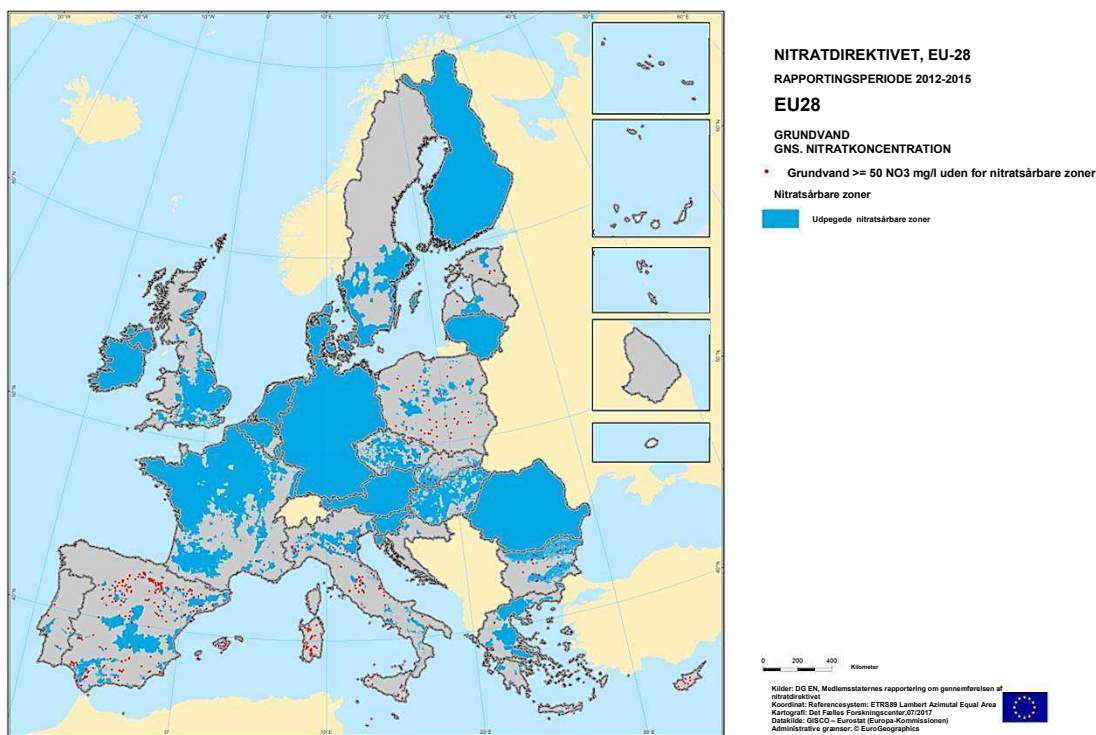 NITRATDIREKTIVET, EU-28
RAPPORTINGSPERIODE 2012-2015
EU28
GRUNDVAND
GNS. NITRATKONCENTRATION
Grundvand >= 50 NO3 mg/l uden for nitratsårbare zoner
Nitratsårbare zoner
Udpegede nitratsårbare zoner
0 200 400 Kilometer
Kilder: DG EN, Medlemsstaternes rapportering om gennemførelsen af
nitratdirektivet
Koordinat: Referencesystem: ETRS89 Lambert Azimutal Equal Area
Kartografi: Det Fælles Forskningscenter,07/2017
Datakilde: GISCO – Eurostat (Europa-Kommissionen)
Administrative grænser: © EuroGeographics